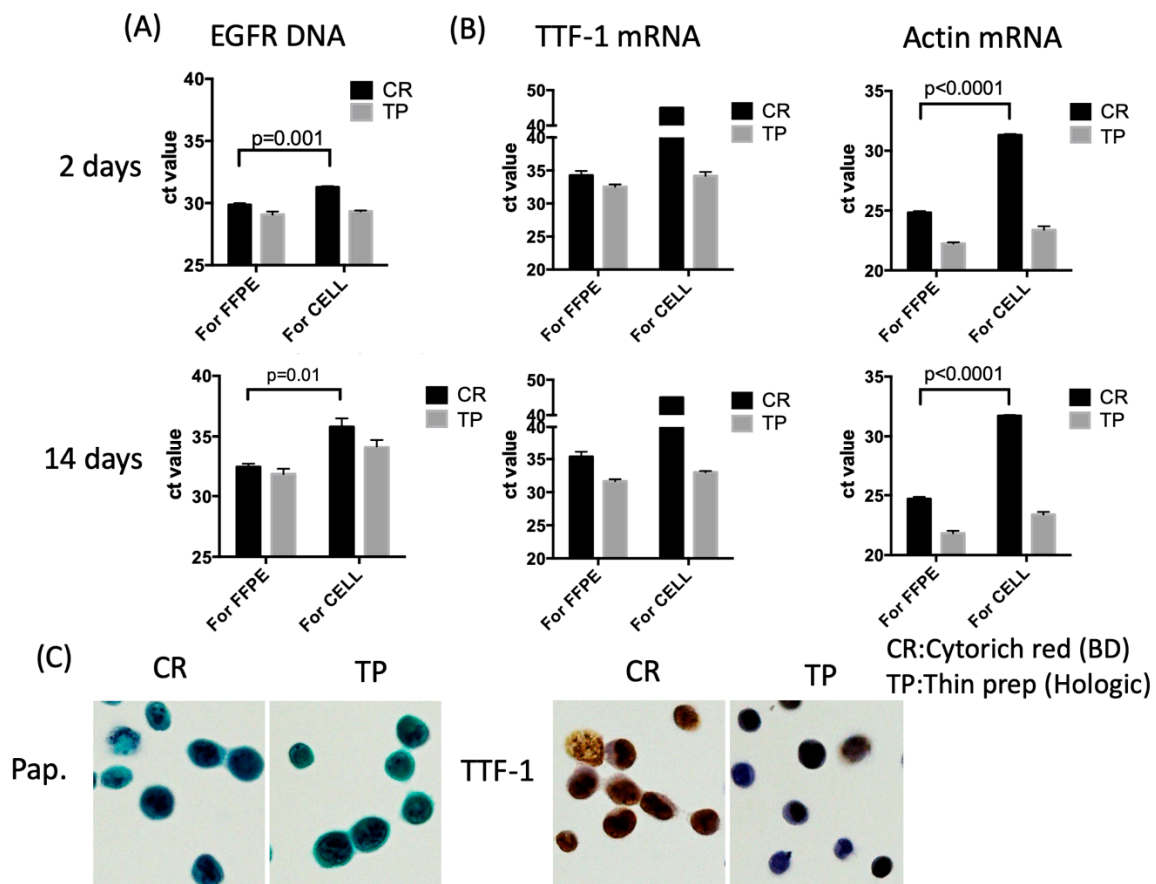 (A)
EGFR DNA
(B)
TTF-1 mRNA
Actin mRNA
2 days
ct value
40
35
30
25
p=0.001
CR
TP
For FFPE
For CELL
ct value
50
40
40
35
30
25
20
CR
TP
For FFPE
For CELL
ct value
35
30
25
20
p<0.0001
CR
TP
For FFPE
For CELL
14 days
ct value
40
35
30
25
p=0.01
CR
TP
For FFPE
For CELL
ct value
50
40
40
35
30
25
20
CR
TP
For FFPE
For CELL
ct value
35
30
25
20
p<0.0001
CR
TP
For FFPE
For CELL
CR:Cytorich red (BD)
TP:Thin prep (Hologic)
(C)
CR
TP
CR
TP
Pap.
TTF-1